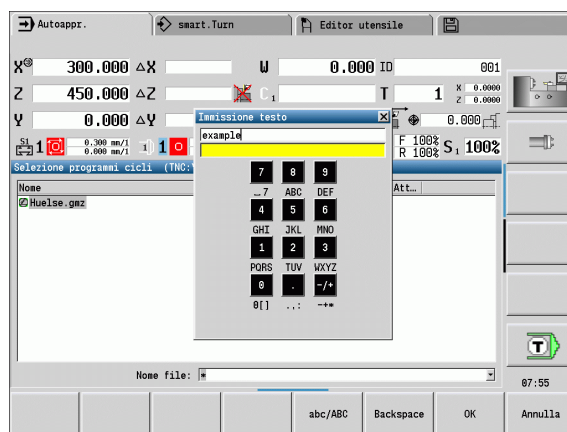 Autoappr.
smart.Turn
Editor utensile
X 300.000 ΔX W 0.000 ID 001
Z 450.000 ΔZ C 1 T 1 X 0.0000
Z 0.0000
Y 0.000 ΔY 0.000
S1 1 0.300 mm/1
0.000 mm/1 1 F 100%
R 100% S1 100%
Selezione programmi cicli (TNC:\
Immissione testo
example
Nome Att...
Huelse.gmz
7 8 9
_7 ABC DEF
4 5 6
GHI JKL MNO
1 2 3
PQRS TUV WXYZ
0 . -/+
0[] .,: -+*
Nome file: *
07:55
abc/ABC Backspace OK Annulla